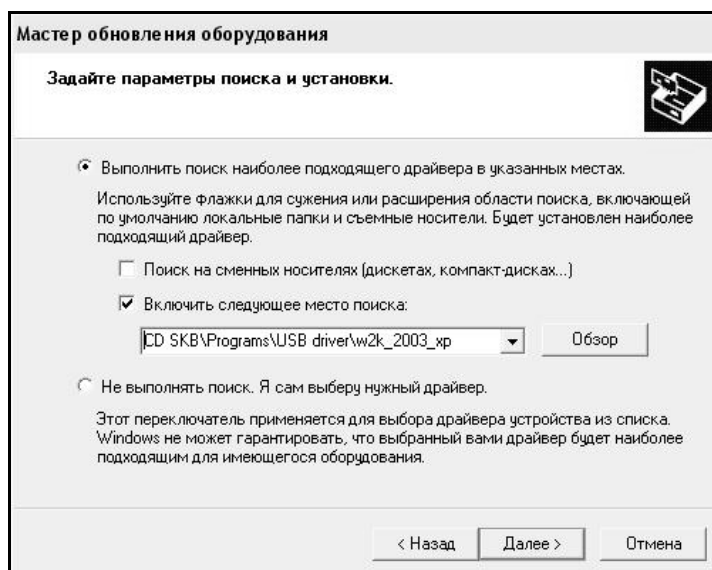 Мастер обновления оборудования
Задайте параметры поиска и установки.
Выполнить поиск наиболее подходящего драйвера в указанных местах.
Используйте флажки для сужения или расширения области поиска, включающей
по умолчанию локальные папки и съемные носители. Будет установлен наиболее
подходящий драйвер.
Поиск на сменных носителях (дискетах, компакт-дисках...)
Включить следующее место поиска:
CD SKB\Programs\USB driver\w2k_2003_xp
Обзор
Не выполнять поиск. Я сам выберу нужный драйвер.
Этот переключатель применяется для выбора драйвера устройства из списка.
Windows не может гарантировать, что выбранный вами драйвер будет наиболее
подходящим для имеющегося оборудования.
< Назад Далее > Отмена